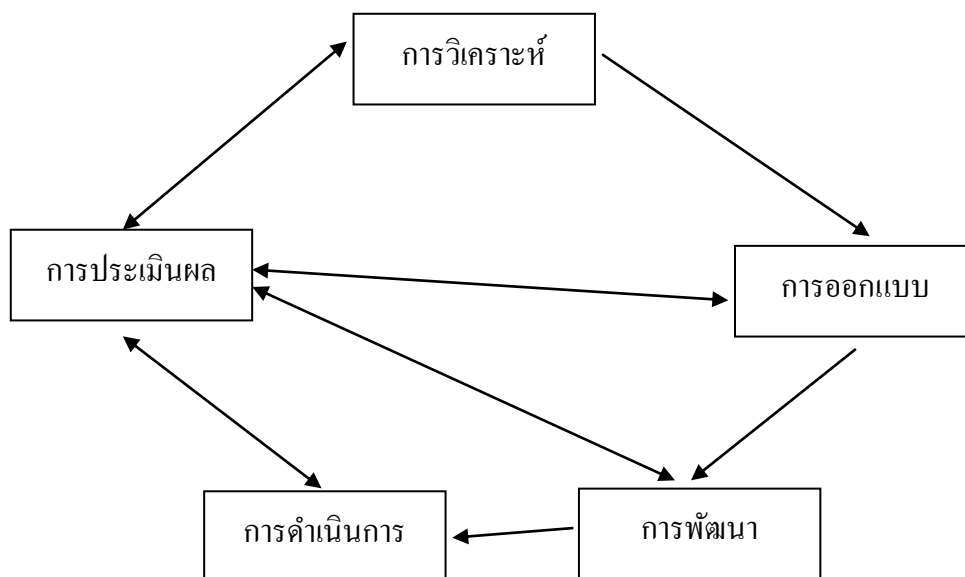 การวิเคราะห์
การประเมินผล
การออกแบบ
การดำเนินการ
การพัฒนา